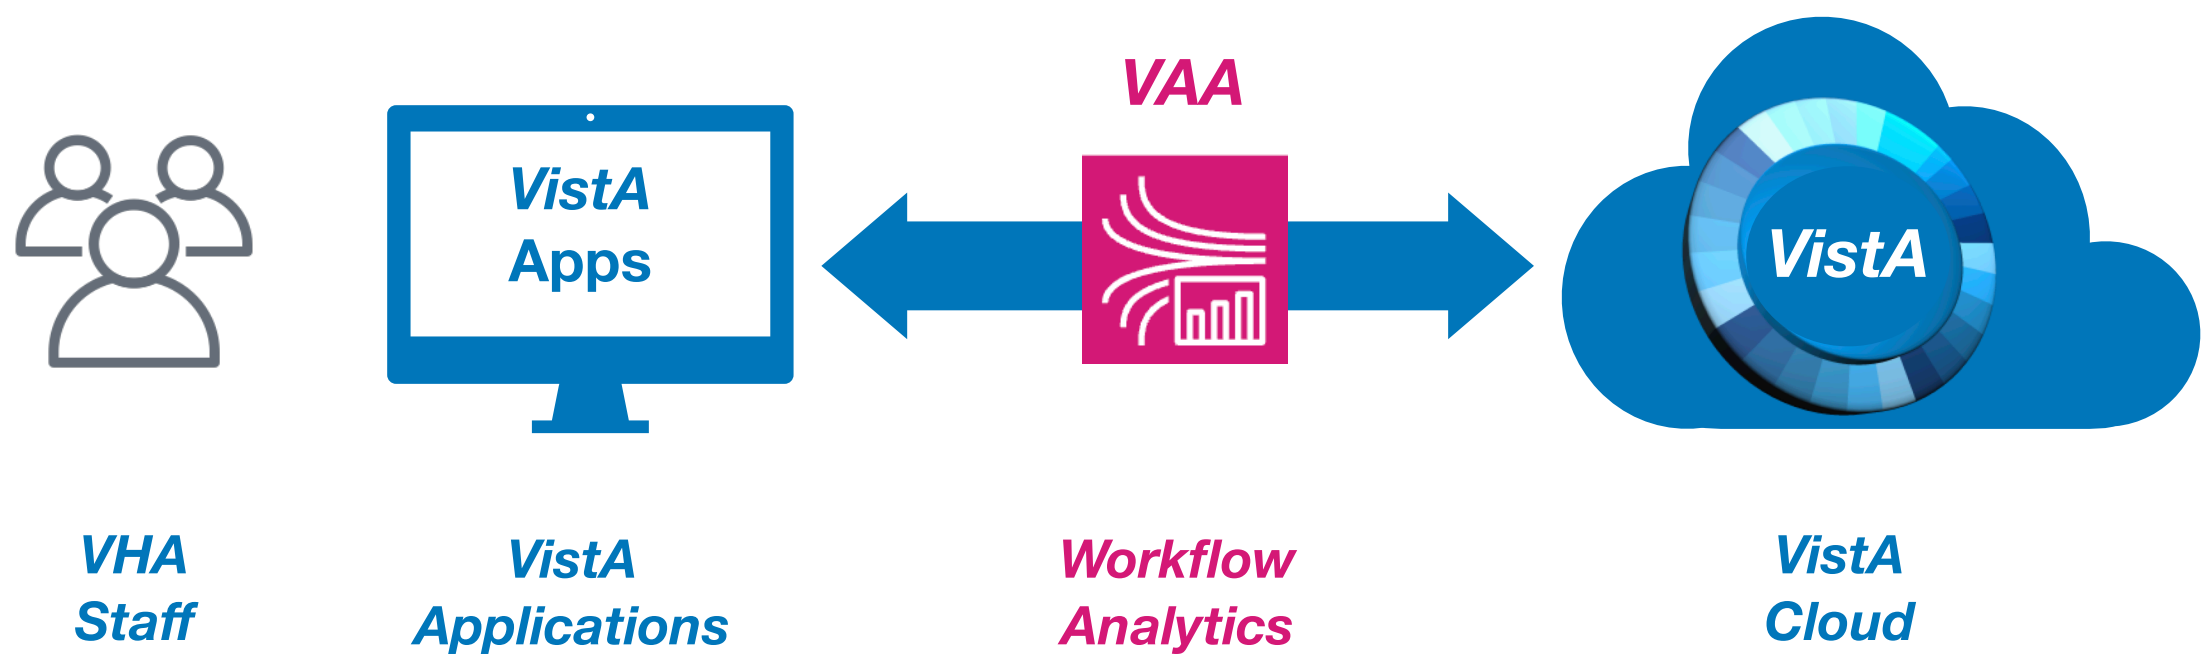 VAA
VistA
Apps
VistA
VHA
Staff
VistA
Applications
Workflow
Analytics
VistA
Cloud